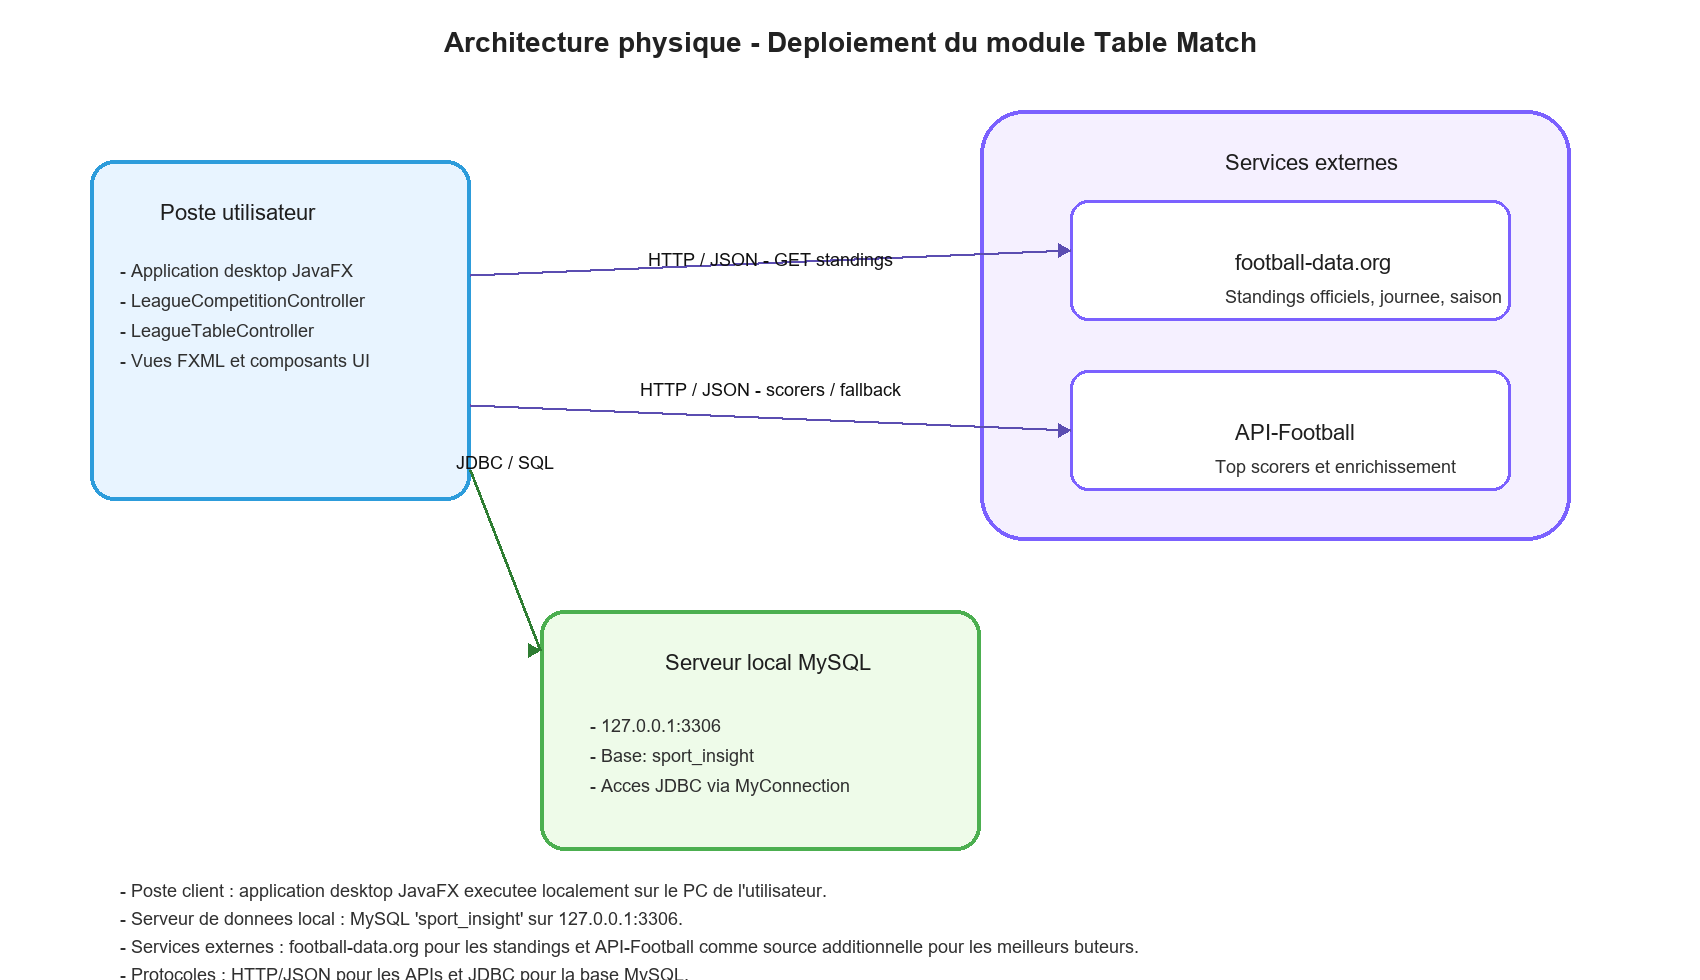 Architecture physique - Deploiement du module Table Match
Poste utilisateur
- Application desktop JavaFX
- LeagueCompetitionController
- LeagueTableController
- Vues FXML et composants UI
HTTP / JSON - GET standings
HTTP / JSON - scorers / fallback
JDBC / SQL
Services externes
football-data.org
Standings officiels, journee, saison
API-Football
Top scorers et enrichissement
Serveur local MySQL
- 127.0.0.1:3306
- Base: sport_insight
- Acces JDBC via MyConnection
- Poste client : application desktop JavaFX executee localement sur le PC de l'utilisateur.
- Serveur de donnees local : MySQL 'sport_insight' sur 127.0.0.1:3306.
- Services externes : football-data.org pour les standings et API-Football comme source additionnelle pour les meilleurs buteurs.
- Protocoles : HTTP/JSON pour les APIs et JDBC pour la base MySQL.